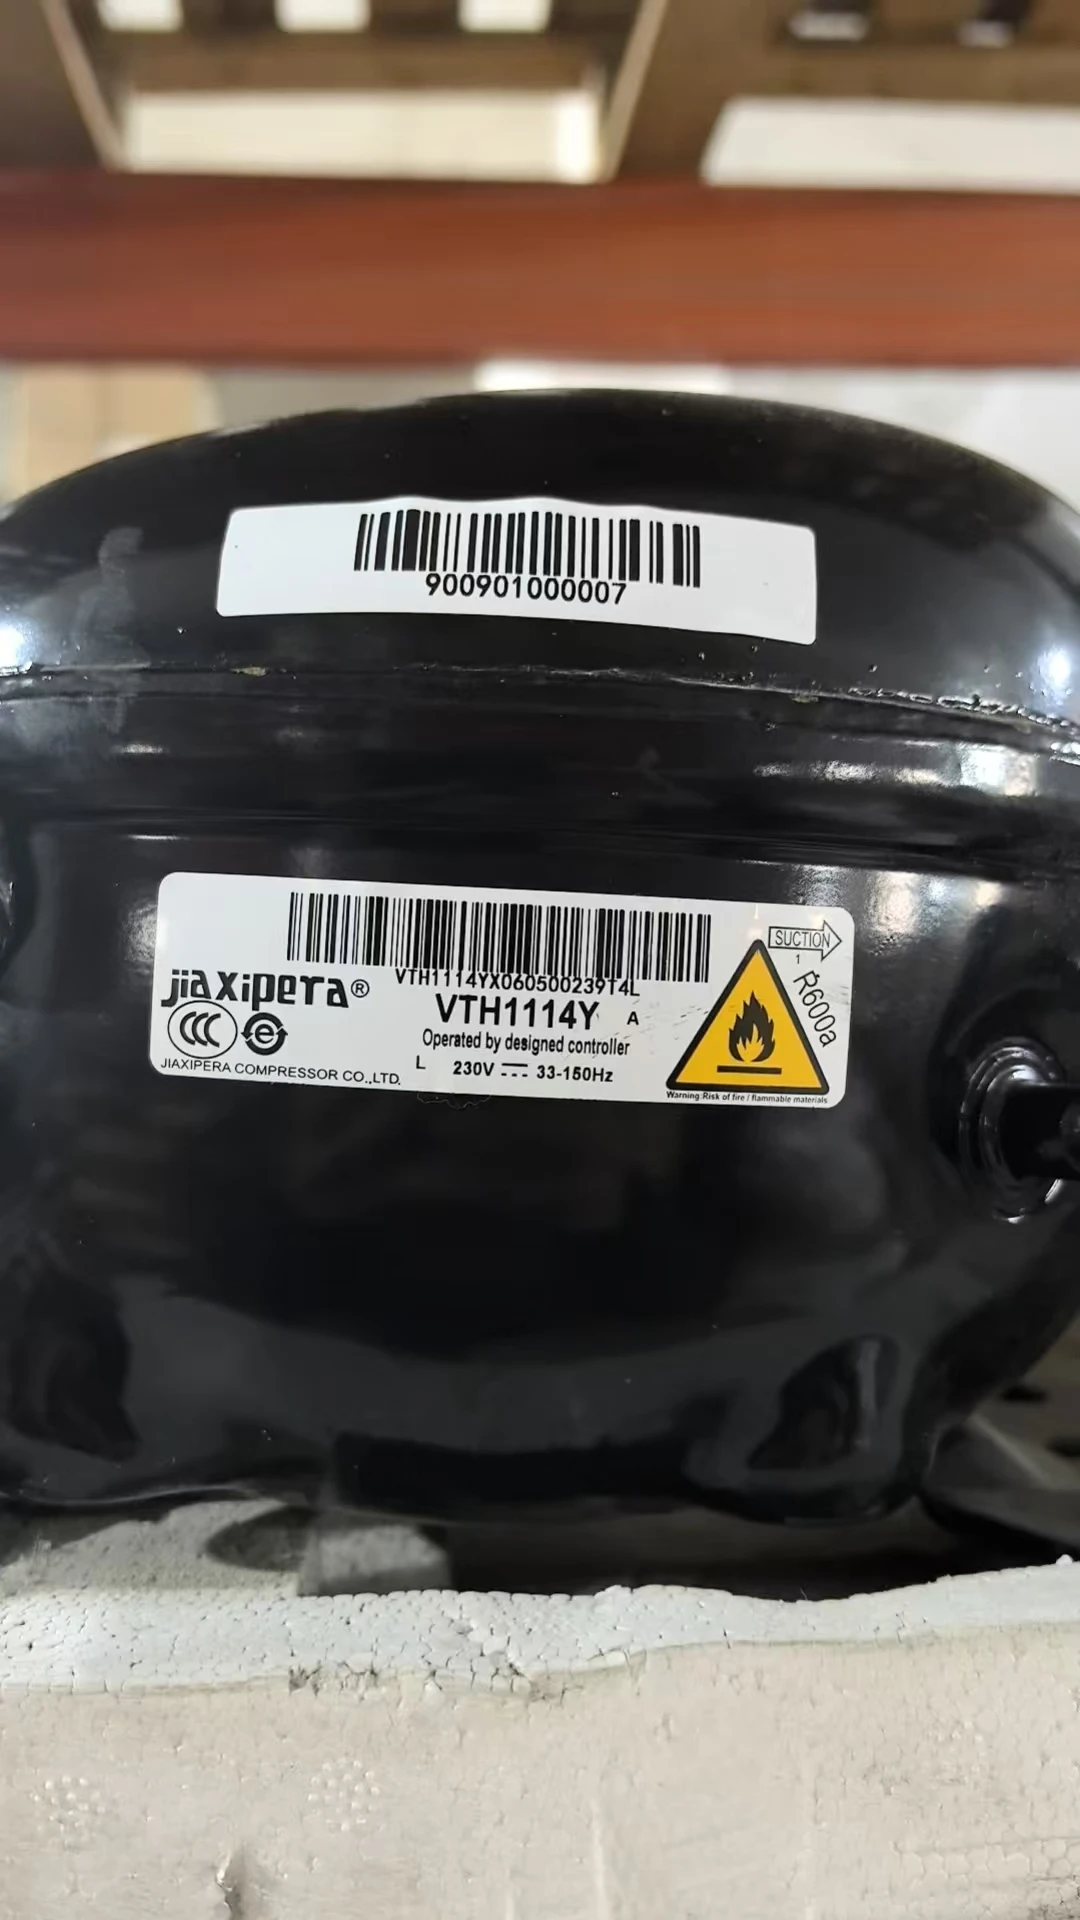 900901000007
VTH1114YX060500239T4L
jiaxipera®
VTH1114Y A
Operated by designed controller
L 230V 33-150Hz
CCC
e
JIAXIPERA COMPRESSOR CO.,LTD.
SUCTION
1
R600a
Warning:Risk of fire / flammable materials